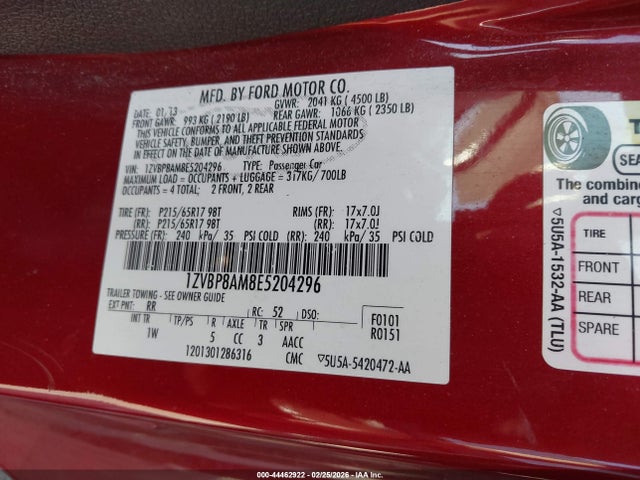 MFD. BY FORD MOTOR CO.
DATE: 01/13 GVWR: 2041 KG ( 4500 LB)
FRONT GAWR: 993 KG ( 2190 LB) REAR GAWR: 1066 KG ( 2350 LB)
THIS VEHICLE CONFORMS TO ALL APPLICABLE FEDERAL MOTOR
VEHICLE SAFETY, BUMPER, AND THEFT PREVENTION STANDARDS
IN EFFECT ON THE DATE OF MANUFACTURE SHOWN ABOVE.
VIN: 1ZVBP8AM8E5204296 TYPE: Passenger Car
MAXIMUM LOAD = OCCUPANTS + LUGGAGE = 317KG/700LB
OCCUPANTS = 4 TOTAL; 2 FRONT, 2 REAR
TIRE (FR): P215/65R17 98T RIMS (FR): 17x7.0J
(RR): P215/65R17 98T (RR): 17x7.0J
PRESSURE (FR): 240 kPa/ 35 PSI COLD (RR): 240 kPa/ 35 PSI COLD
1ZVBP8AM8E5204296
TRAILER TOWING - SEE OWNER GUIDE
EXT PNT: RR RC: 52 DSO: F0101
INT TR TP/PS R AXLE TR SPR R0151
1W 5 CC 3 AACC
1201301286316 CMC ▽5U5A-5420472-AA
SEA
The combine
and carg
TIRE
FRONT
REAR
SPARE
▽5U5A-1532-AA (TLU)
000-44462922 | 02/25/2026 - IAA Inc.